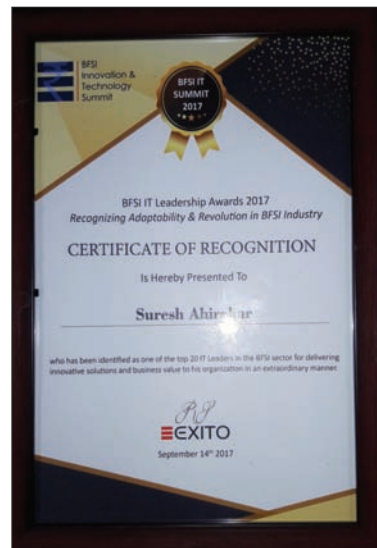 BFSI
Innovation &
Technology
Summit
BFSI IT
SUMMIT
2017
BFSI IT Leadership Awards 2017
Recognizing Adaptability & Revolution in BFSI Industry
CERTIFICATE OF RECOGNITION
Is Hereby Presented To
Suresh
who has been identified as one of the top 20 IT Leaders in the BFSI sector for delivering
innovative solutions and business value to his organization in an extraordinary manner.
EXITO
September 14th 2017